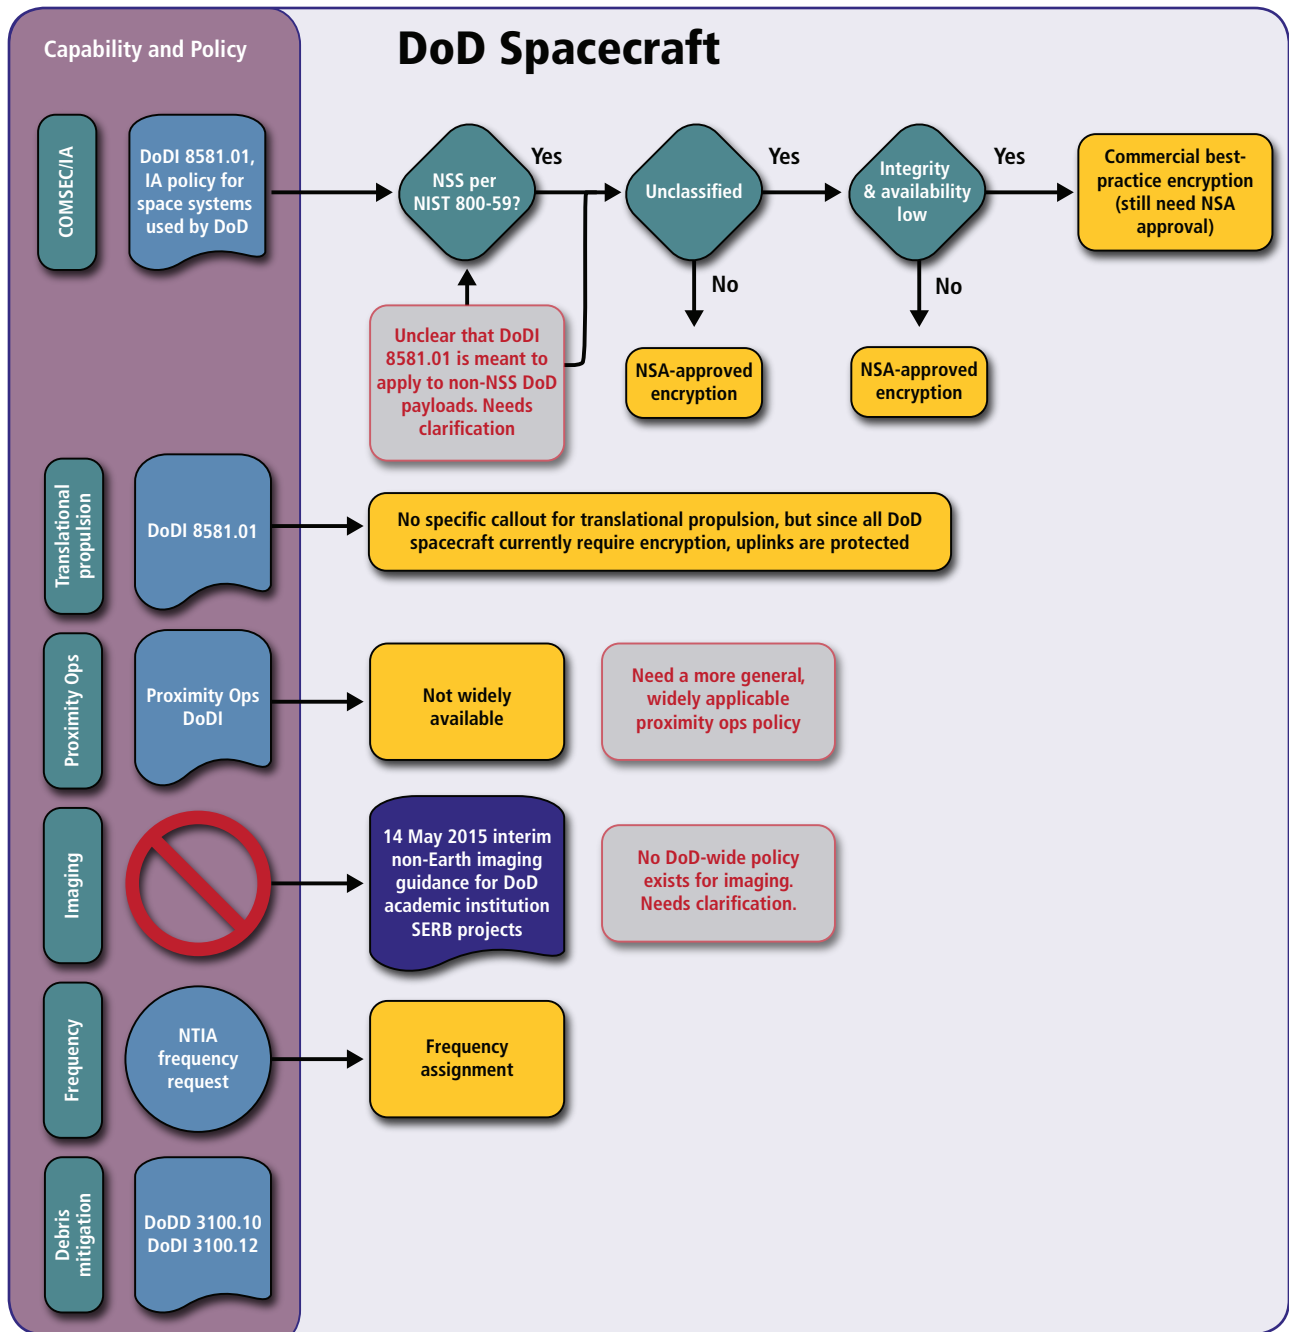 Capability and Policy
DoD Spacecraft
COMSEC/IA
DoDI 8581.01,
IA policy for
space systems
used by DoD
NSS per
NIST 800-59?
Yes
Unclassified
Yes
Integrity
& availability
low
Yes
Commercial best-
practice encryption
(still need NSA
approval)
No
No
Unclear that DoDI
8581.01 is meant to
apply to non-NSS DoD
payloads. Needs
clarification
NSA-approved
encryption
NSA-approved
encryption
Translational
propulsion
DoDI 8581.01
No specific callout for translational propulsion, but since all DoD
spacecraft currently require encryption, uplinks are protected
Proximity Ops
Proximity Ops
DoDI
Not widely
available
Need a more general,
widely applicable
proximity ops policy
Imaging
14 May 2015 interim
non-Earth imaging
guidance for DoD
academic institution
SERB projects
No DoD-wide policy
exists for imaging.
Needs clarification.
Frequency
NTIA
frequency
request
Frequency
assignment
Debris
mitigation
DoDD 3100.10
DoDI 3100.12